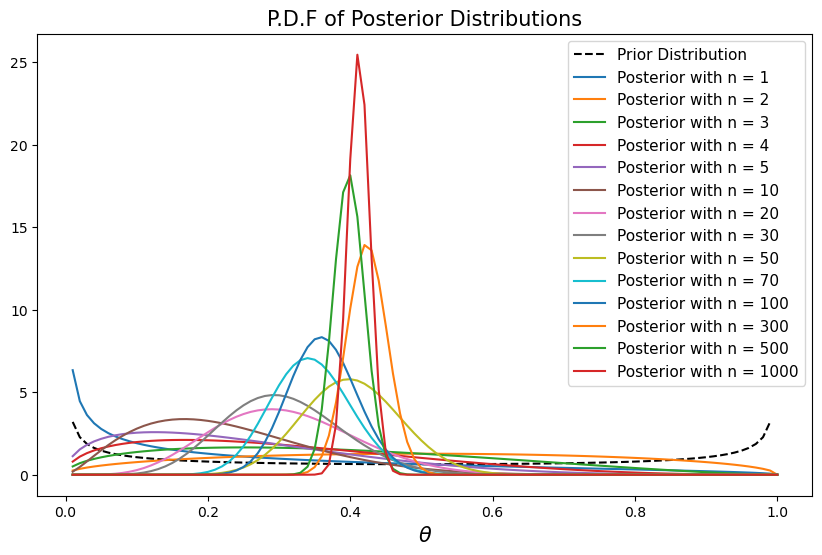 P.D.F of Posterior Distributions
Prior Distribution
Posterior with n = 1
Posterior with n = 2
Posterior with n = 3
Posterior with n = 4
Posterior with n = 5
Posterior with n = 10
Posterior with n = 20
Posterior with n = 30
Posterior with n = 50
Posterior with n = 70
Posterior with n = 100
Posterior with n = 300
Posterior with n = 500
Posterior with n = 1000
25
20
15
10
5
0
0.0 0.2 0.4 0.6 0.8 1.0
θ